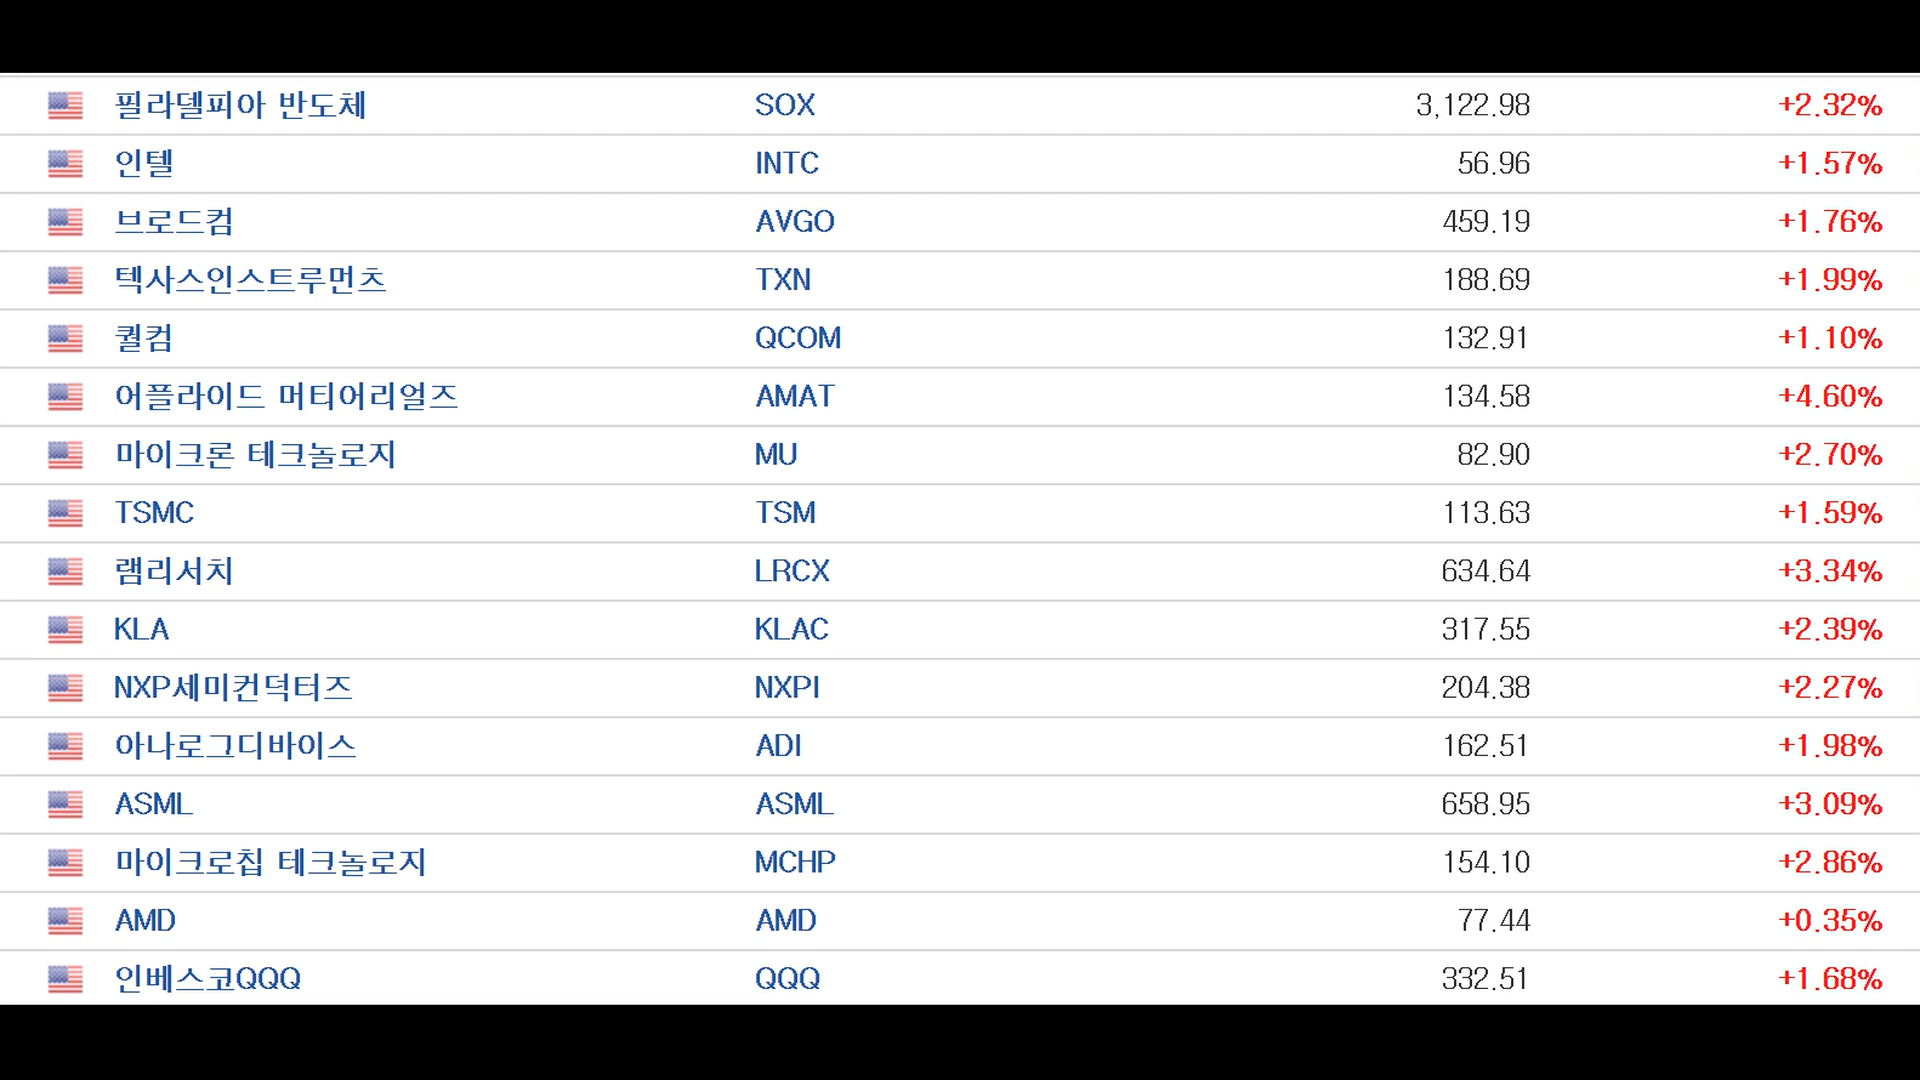 필라델피아 반도체 SOX 3,122.98 +2.32%
인텔 INTC 56.96 +1.57%
브로드컴 AVGO 459.19 +1.76%
텍사스인스트루먼츠 TXN 188.69 +1.99%
퀄컴 QCOM 132.91 +1.10%
어플라이드 머티어리얼즈 AMAT 134.58 +4.60%
마이크론 테크놀로지 MU 82.90 +2.70%
TSMC TSM 113.63 +1.59%
램리서치 LRCX 634.64 +3.34%
KLA KLAC 317.55 +2.39%
NXP세미컨덕터즈 NXPI 204.38 +2.27%
아나로그디바이스 ADI 162.51 +1.98%
ASML ASML 658.95 +3.09%
마이크로칩 테크놀로지 MCHP 154.10 +2.86%
AMD AMD 77.44 +0.35%
인베스코QQQ QQQ 332.51 +1.68%